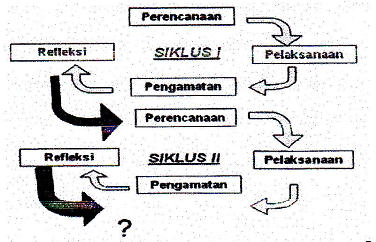 Perencanaan
Refleksi
SIKLUS I
Pelaksanaan
Pengamatan
Perencanaan
Refleksi
SIKLUS II
Pelaksanaan
Pengamatan
?